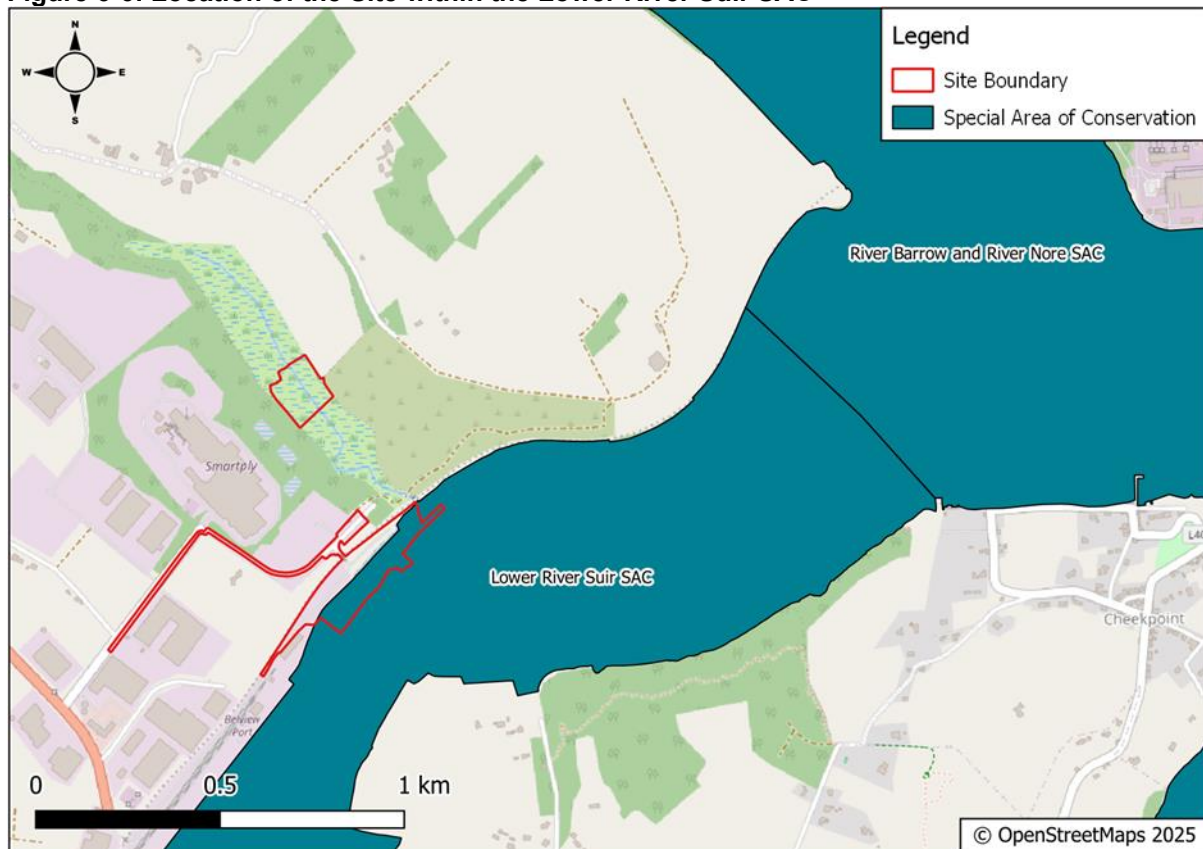 N
W E
S
Legend
Site Boundary
Special Area of Conservation
River Barrow and River Nore SAC
Smartply
Lower River Suir SAC
Cheekpoint
Belview
Port
0 0.5 1 km
© OpenStreetMaps 2025